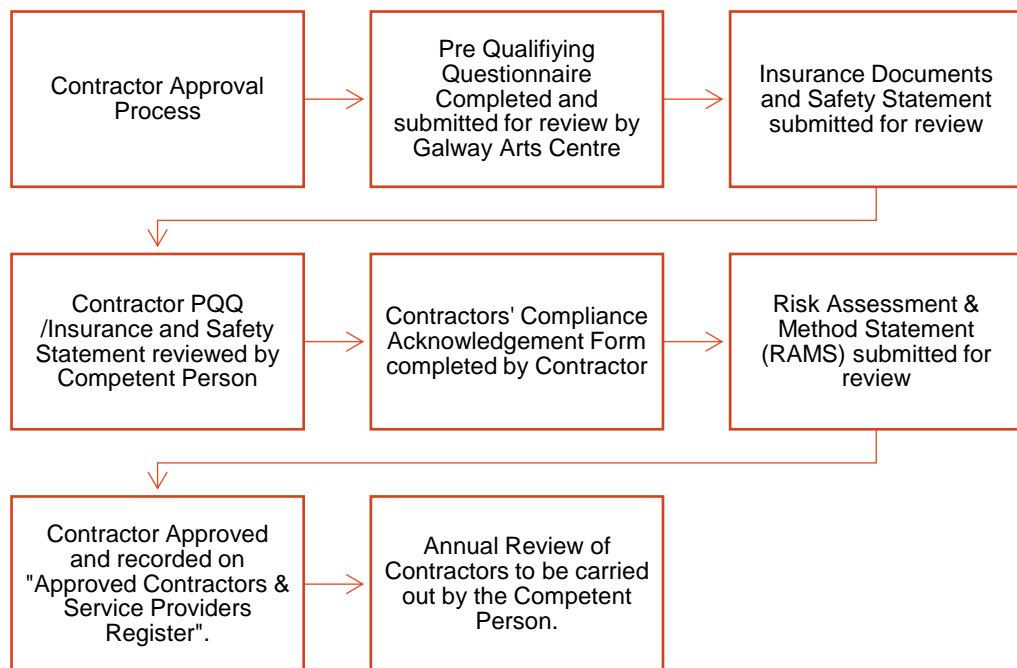 Contractor Approval
Process
Pre Qualifiying
Questionnaire
Completed and
submitted for review by
Galway Arts Centre
Insurance Documents
and Safety Statement
submitted for review
Contractor PQQ
/Insurance and Safety
Statement reviewed by
Competent Person
Contractors' Compliance
Acknowledgement Form
completed by Contractor
Risk Assessment &
Method Statement
(RAMS) submitted for
review
Contractor Approved
and recorded on
"Approved Contractors &
Service Providers
Register".
Annual Review of
Contractors to be carried
out by the Competent
Person.